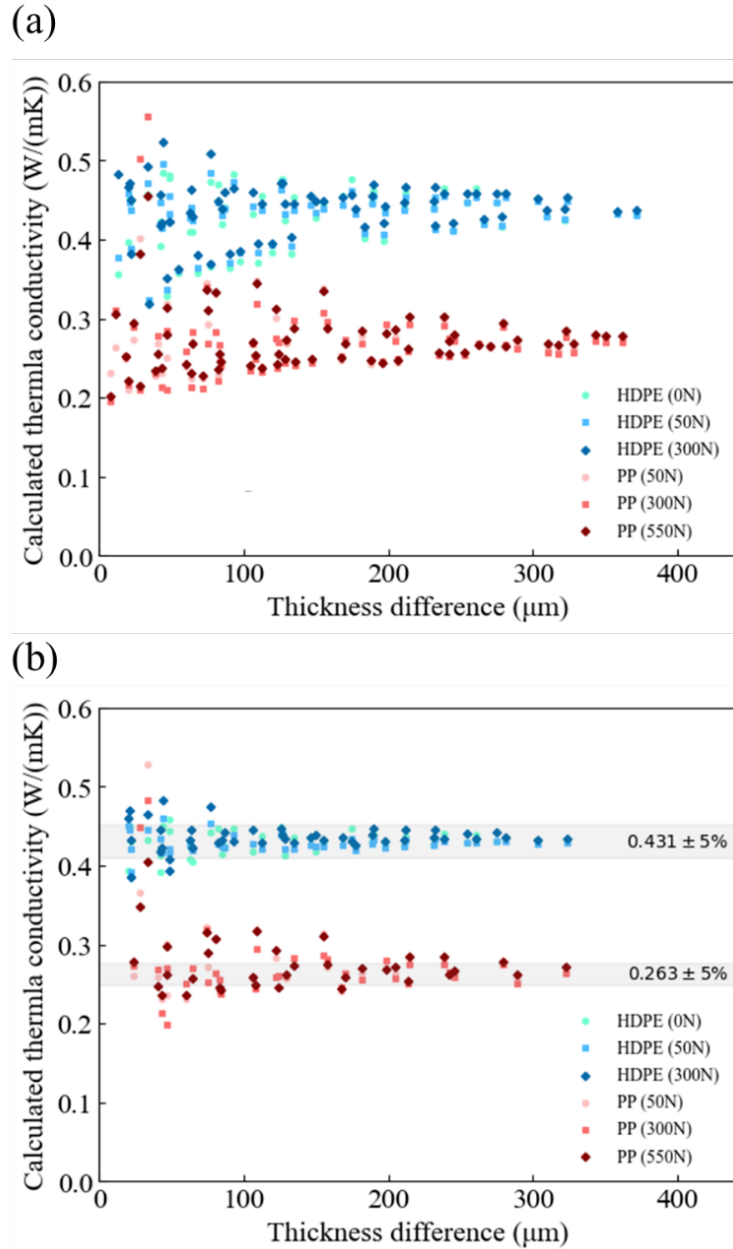 (a)
0.6
0.5
0.4
0.3
0.2
0.1
0.0
Calculated thermla conductivity (W/(mK))
HDPE (0N)
HDPE (50N)
HDPE (300N)
PP (50N)
PP (300N)
PP (550N)
0 100 200 300 400
Thickness difference (μm)
(b)
0.6
0.5
0.4
0.3
0.2
0.1
0.0
Calculated thermla conductivity (W/(mK))
0.431 ± 5%
0.263 ± 5%
HDPE (0N)
HDPE (50N)
HDPE (300N)
PP (50N)
PP (300N)
PP (550N)
0 100 200 300 400
Thickness difference (μm)